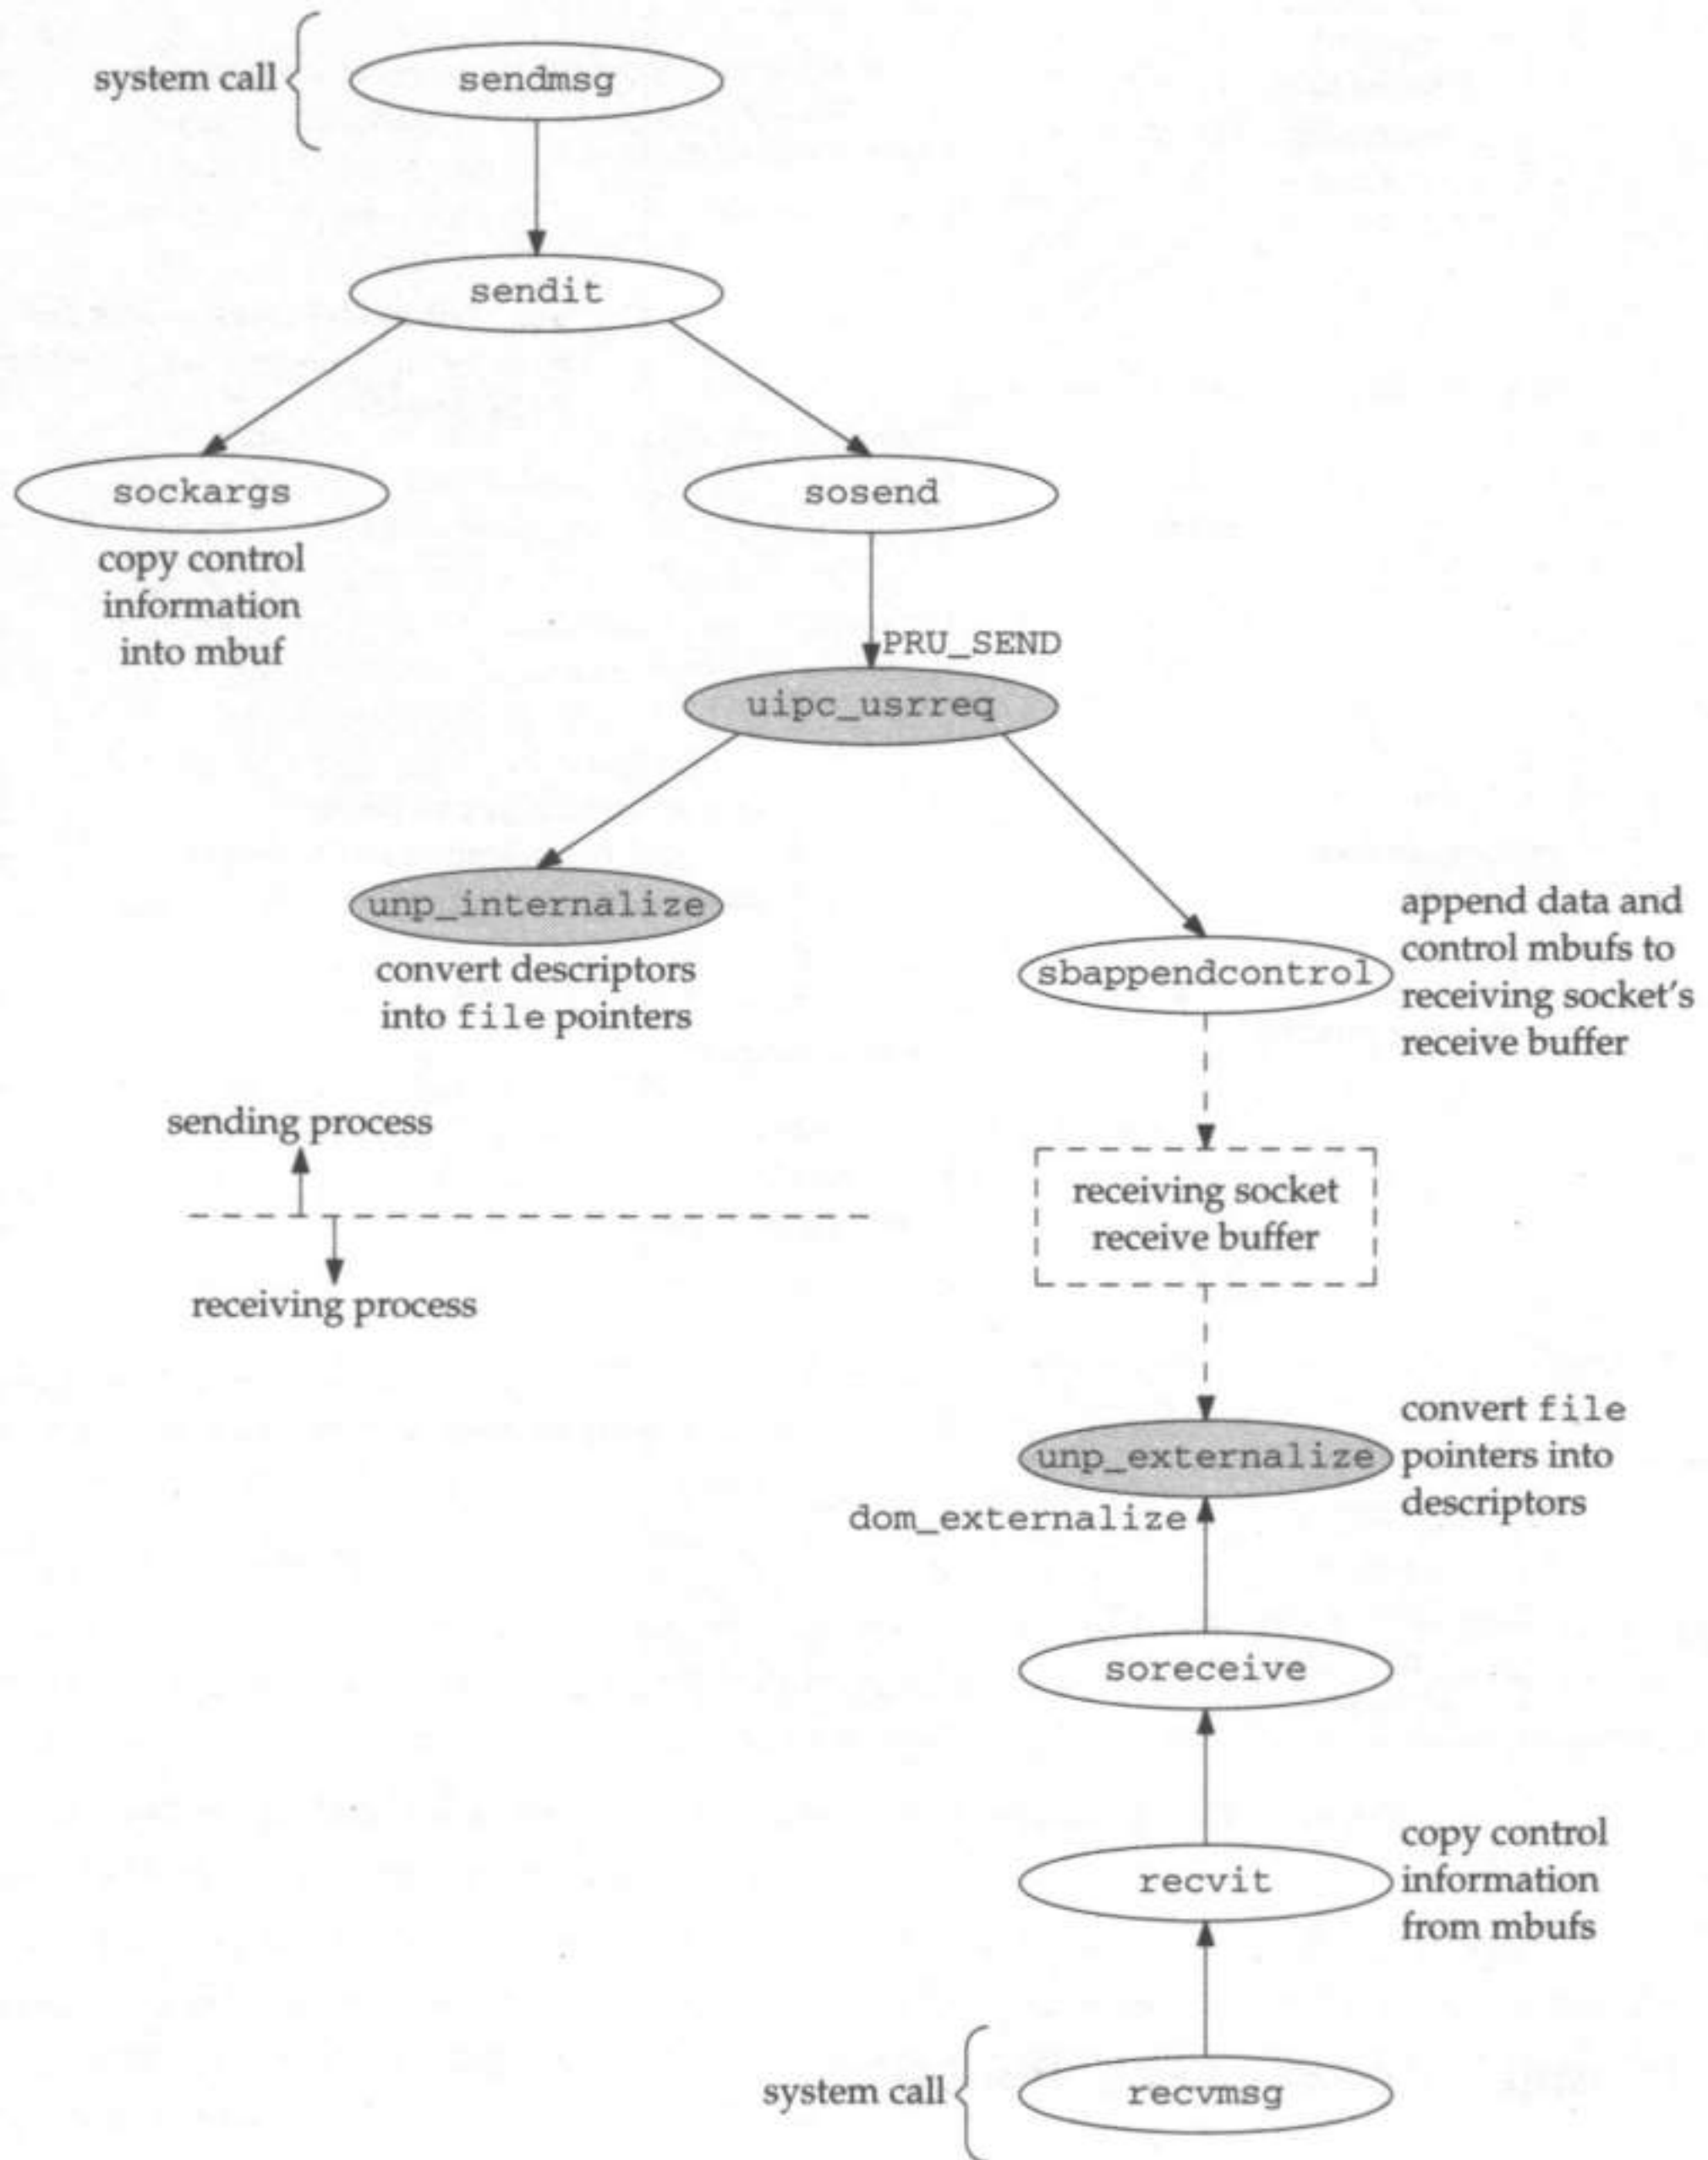 system call
sendmsg
sendit
sockargs
sosend
copy control
information
into mbuf
PRU_SEND
uipc_usrreq
unp_internalize
convert descriptors
into file pointers
sbappendcontrol
append data and
control mbufs to
receiving socket's
receive buffer
sending process
receiving process
receiving socket
receive buffer
unp_externalize
convert file
pointers into
descriptors
dom_externalize
soreceive
recvit
copy control
information
from mbufs
system call
recvmsg